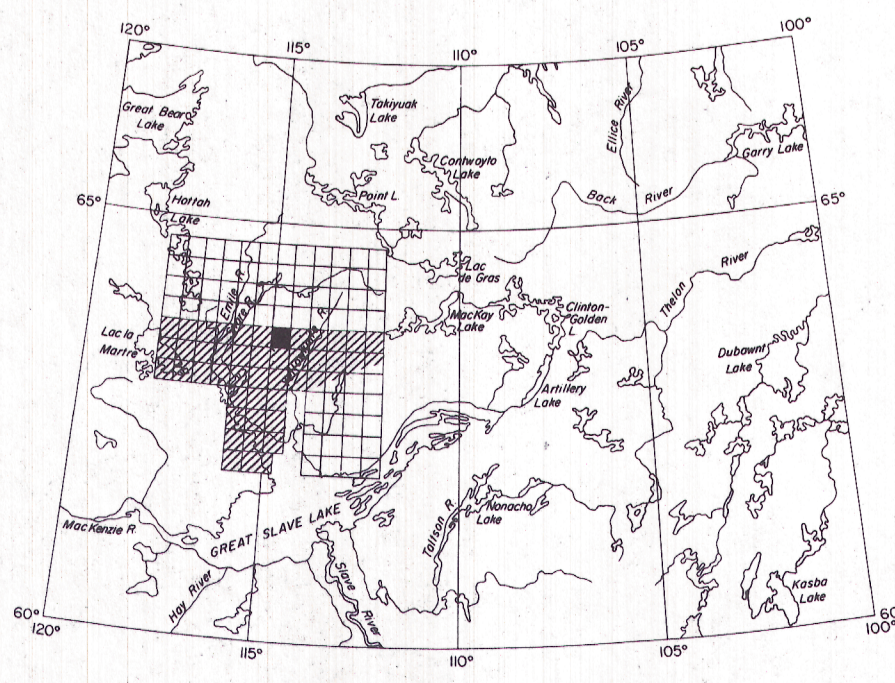 120°
115°
110°
105°
100°
Great Bear
Lake
Takiyuak
Lake
Ellice River
Contwoyto
Lake
Garry Lake
Point L.
Back River
65°
65°
Hottah
Lake
Lac
de Gras
Thelon River
Emile R.
Yellowknife R.
MacKay
Lake
Clinton-
Golden
L.
Lac la
Martre
Dubawnt
Lake
Artillery
Lake
GREAT SLAVE LAKE
MacKenzie R.
Taltson R.
Nonacho
Lake
Hay River
Slave River
Kasba
Lake
60°
120°
115°
110°
105°
60
100°